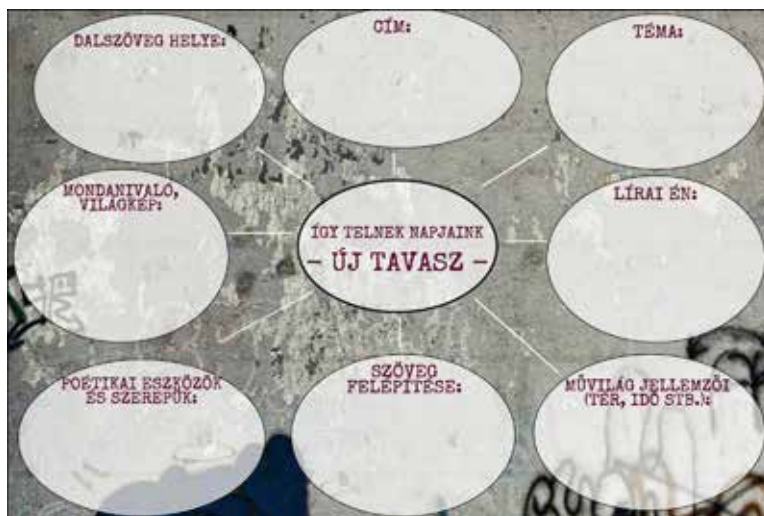 DALSZÖVEG HELYE:
CÍM:
TÉMA:
MONDANIVALÓ,
VILÁGKÉP:
ÍGY TELNEK NAPJAINK
– ÚJ TAVASZ –
LÍRAI ÉN:
POÉTIKAI ESZKÖZÖK
ÉS SZEREPÜK:
SZÖVEG
FELÉPÍTÉSE:
MŰVILÁG JELLEMZŐI
(TÉR, IDŐ STB.):